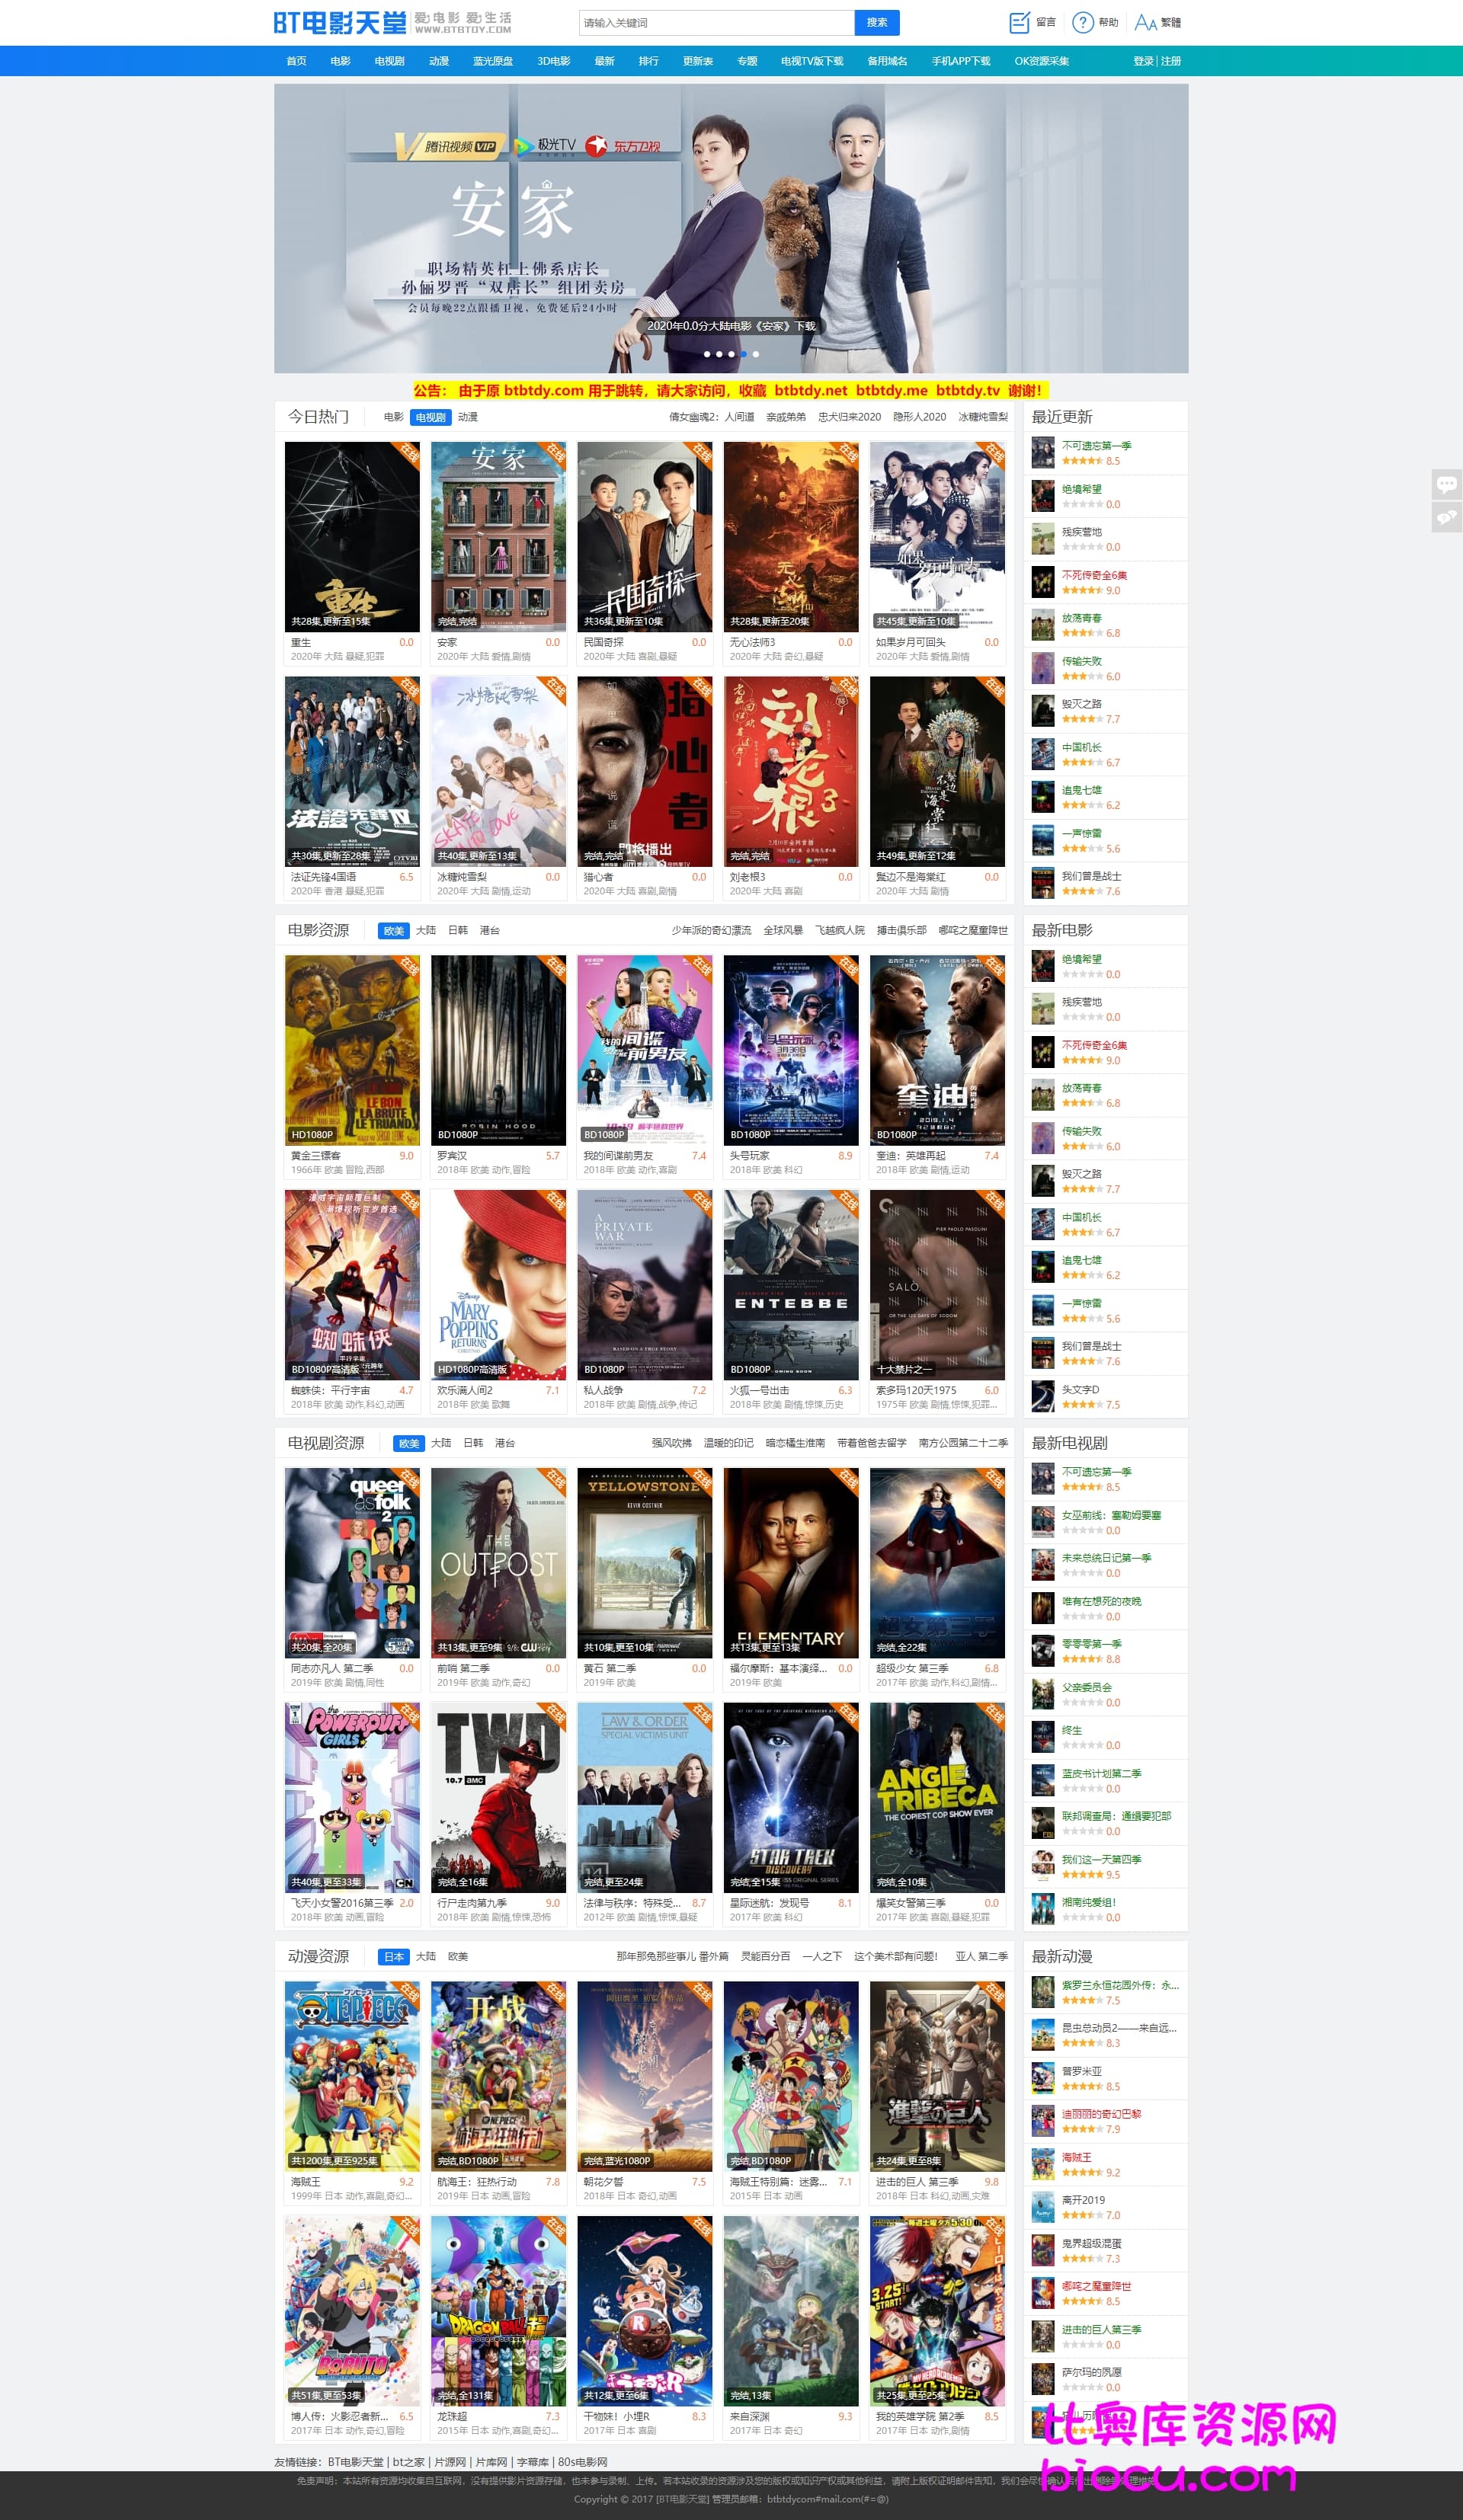 BT电影天堂 爱电影 爱生活
WWW.BTBTDY.COM
请输入关键词 搜索
留言 帮助 繁體
首页 电影 电视剧 动漫 蓝光原盘 3D电影 最新 排行 更新表 专题 电视TV版下载 备用域名 手机APP下载 OK资源采集 登录 | 注册
腾讯视频VIP 极光TV 东方卫视
安家
职场精英杠上佛系店长
孙俪罗晋“双店长”组团卖房
会员每晚22点跟播卫视，免费延后24小时
2020年0.0分大陆电影《安家》下载
公告： 由于原 btbtdy.com 用于跳转，请大家访问，收藏 btbtdy.net btbtdy.me btbtdy.tv 谢谢！
今日热门 电影 电视剧 动漫 倩女幽魂2：人间道 亲戚弟弟 忠犬归来2020 隐形人2020 冰糖炖雪梨
共28集,更新至15集 完结,完结 共36集,更新至10集 共28集,更新至20集 共45集,更新至10集
重生 0.0 安家 0.0 民国奇探 0.0 无心法师3 0.0 如果岁月可回头 0.0
2020年 大陆 悬疑,犯罪 2020年 大陆 爱情,剧情 2020年 大陆 喜剧,悬疑 2020年 大陆 奇幻,悬疑 2020年 大陆 爱情,剧情
共30集,更新至28集 共40集,更新至13集 完结,完结 完结,完结 共49集,更新至12集
法证先锋4国语 6.5 冰糖炖雪梨 0.0 猎心者 0.0 刘老根3 0.0 鬓边不是海棠红 0.0
2020年 香港 悬疑,犯罪 2020年 大陆 剧情,运动 2020年 大陆 喜剧,剧情 2020年 大陆 喜剧 2020年 大陆 剧情
最近更新
不可遗忘第一季
8.5
绝境希望
0.0
残疾营地
0.0
不死传奇全6集
9.0
放荡青春
6.8
传输失败
6.0
毁灭之路
7.7
中国机长
6.7
追鬼七雄
6.2
一声惊雷
5.6
我们曾是战士
7.6
电影资源 欧美 大陆 日韩 港台 少年派的奇幻漂流 全球风暴 飞越疯人院 搏击俱乐部 哪吒之魔童降世
HD1080P BD1080P BD1080P BD1080P BD1080P
黄金三镖客 9.0 罗宾汉 5.7 我的间谍前男友 7.4 头号玩家 8.9 奎迪：英雄再起 7.4
1966年 欧美 冒险,西部 2018年 欧美 动作,冒险 2018年 欧美 动作,喜剧 2018年 欧美 科幻 2018年 欧美 剧情,运动
BD1080P高清版 HD1080P高清版 BD1080P BD1080P 十大禁片之一
蜘蛛侠：平行宇宙 4.7 欢乐满人间2 7.1 私人战争 7.2 火狐一号出击 6.3 索多玛120天1975 6.0
2018年 欧美 动作,科幻,动画 2018年 欧美 歌舞 2018年 欧美 剧情,战争,传记 2018年 欧美 剧情,惊悚,历史 1975年 欧美 剧情,惊悚,犯罪...
最新电影
绝境希望
0.0
残疾营地
0.0
不死传奇全6集
9.0
放荡青春
6.8
传输失败
6.0
毁灭之路
7.7
中国机长
6.7
追鬼七雄
6.2
一声惊雷
5.6
我们曾是战士
7.6
头文字D
7.5
电视剧资源 欧美 大陆 日韩 港台 强风吹拂 温暖的印记 暗恋橘生淮南 带着爸爸去留学 南方公园第二十二季
共20集,全20集 共13集,更至9集 共10集,更至10集 共13集,更至13集 完结,全22集
同志亦凡人 第二季 0.0 前哨 第二季 0.0 黄石 第二季 0.0 福尔摩斯：基本演绎... 0.0 超级少女 第三季 6.8
2019年 欧美 剧情,同性 2019年 欧美 动作,奇幻 2019年 欧美 2019年 欧美 2017年 欧美 动作,科幻,剧情...
共40集,更至33集 完结,全16集 完结,更至24集 完结,全15集 完结,全10集
飞天小女警2016第三季 2.0 行尸走肉第九季 9.0 法律与秩序：特殊受... 8.7 星际迷航：发现号 8.1 爆笑女警第三季 0.0
2018年 欧美 动画,冒险 2018年 欧美 剧情,惊悚,恐怖 2012年 欧美 剧情,惊悚,悬疑 2017年 欧美 科幻 2017年 欧美 喜剧,悬疑,犯罪
最新电视剧
不可遗忘第一季
8.5
女巫前线：塞勒姆要塞
0.0
未来总统日记第一季
0.0
唯有在想死的夜晚
0.0
零零零第一季
8.8
父亲委员会
0.0
终生
0.0
蓝皮书计划第二季
0.0
联邦调查局：通缉要犯部
0.0
我们这一天第四季
9.5
湘南纯爱组！
0.0
动漫资源 日本 大陆 欧美 那年那兔那些事儿 番外篇 灵能百分百 一人之下 这个美术部有问题！ 亚人 第二季
共1200集,更至925集 完结,BD1080P 完结,蓝光1080P 完结,BD1080P 共24集,更至8集
海贼王 9.2 航海王：狂热行动 7.8 朝花夕誓 7.5 海贼王特别篇：迷雾... 7.1 进击的巨人 第三季 9.8
1999年 日本 动作,喜剧,奇幻... 2019年 日本 动画,冒险 2018年 日本 奇幻,动画 2015年 日本 动画 2018年 日本 科幻,动画,灾难
共51集,更至53集 完结,全131集 共12集,更至6集 完结,13集 共25集,更至25集
博人传：火影忍者新... 6.5 龙珠超 7.3 干物妹！小埋R 8.3 来自深渊 9.3 我的英雄学院 第2季 8.5
2017年 日本 动作,奇幻,冒险 2015年 日本 动作,喜剧,奇幻... 2017年 日本 喜剧 2017年 日本 奇幻 2017年 日本 动作,剧情
最新动漫
紫罗兰永恒花园外传：永...
7.5
昆虫总动员2——来自远...
8.3
普罗米亚
8.5
迪丽丽的奇幻巴黎
7.9
海贼王
9.2
离开2019
7.0
鬼界超级混蛋
7.3
哪吒之魔童降世
8.5
进击的巨人第三季
0.0
萨尔玛的夙愿
0.0
比奥库资源网
biocu.com
友情链接：BT电影天堂 | bt之家 | 片源网 | 片库网 | 字幕库 | 80s电影网
免责声明：本站所有资源均收集自互联网，没有提供影片资源存储，也未参与录制、上传。若本站收录的资源涉及您的版权或知识产权或其他利益，请附上版权证明邮件告知，我们会尽快确认
Copyright © 2017 [BT电影天堂] 管理员邮箱：btbtdycom#mail.com(#=@)